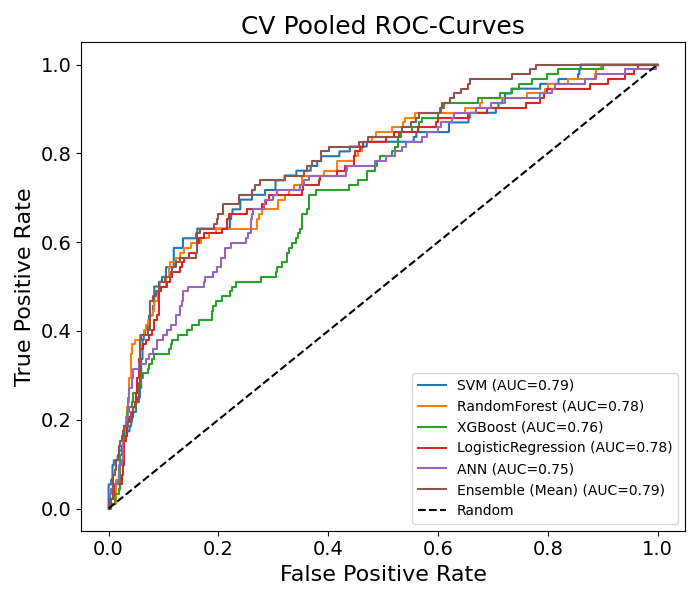 CV Pooled ROC-Curves
True Positive Rate
1.0
0.8
0.6
0.4
0.2
0.0
SVM (AUC=0.79)
RandomForest (AUC=0.78)
XGBoost (AUC=0.76)
LogisticRegression (AUC=0.78)
ANN (AUC=0.75)
Ensemble (Mean) (AUC=0.79)
Random
0.0 0.2 0.4 0.6 0.8 1.0
False Positive Rate